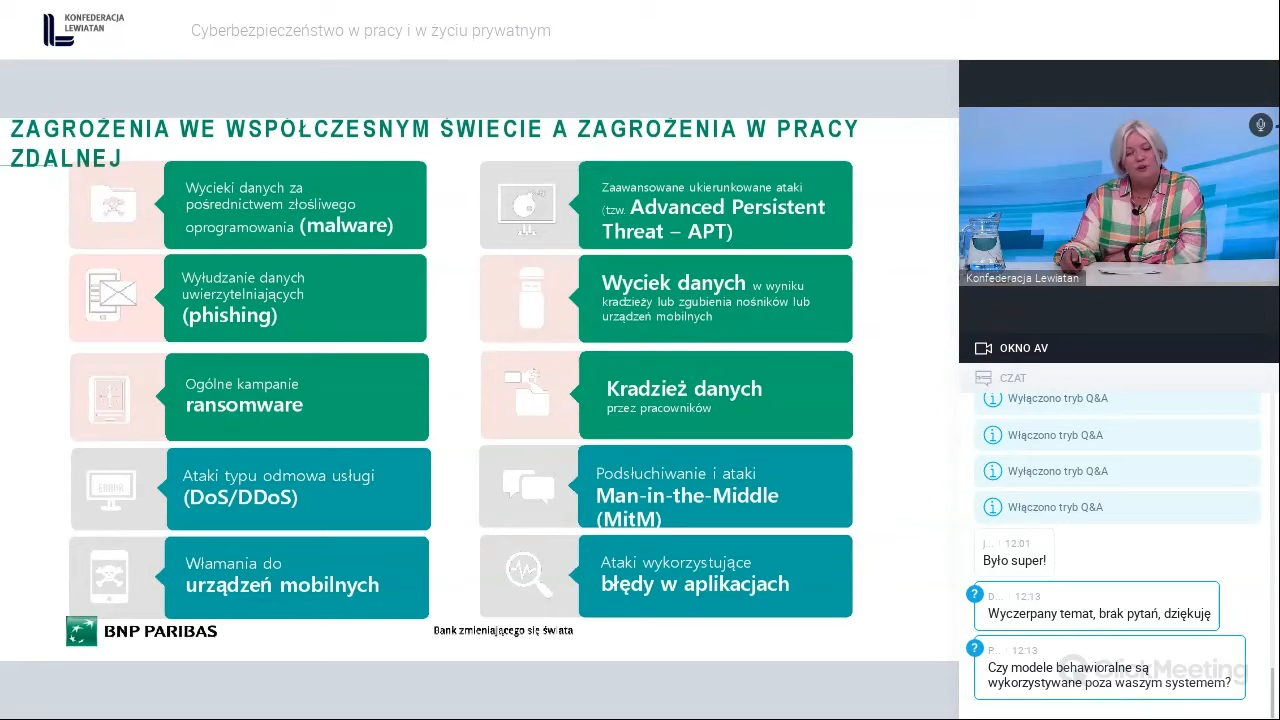 KONFEDERACJA
LEWIATAN
Cyberbezpieczeństwo w pracy i w życiu prywatnym
ZAGROŻENIA WE WSPÓŁCZESNYM ŚWIECIE A ZAGROŻENIA W PRACY
ZDALNEJ
Wycieki danych za
pośrednictwem złośliwego
oprogramowania (malware)
Zaawansowane ukierunkowane ataki
(tzw. Advanced Persistent
Threat – APT)
Wyłudzanie danych
uwierzytelniających
(phishing)
Wyciek danych w wyniku
kradzieży lub zgubienia nośników lub
urządzeń mobilnych
Ogólne kampanie
ransomware
Kradzież danych
przez pracowników
Ataki typu odmowa usługi
(DoS/DDoS)
Podsłuchiwanie i ataki
Man-in-the-Middle
(MitM)
Włamania do
urządzeń mobilnych
Ataki wykorzystujące
błędy w aplikacjach
BNP PARIBAS
Bank zmieniającego się świata
Konfederacja Lewiatan
OKNO AV
CZAT
Wyłączono tryb Q&A
Włączono tryb Q&A
Wyłączono tryb Q&A
Włączono tryb Q&A
J... 12:01
Było super!
D... 12:13
Wyczerpany temat, brak pytań, dziękuję
P... 12:13
Czy modele behawioralne są
wykorzystywane poza waszym systemem?
ClickMeeting